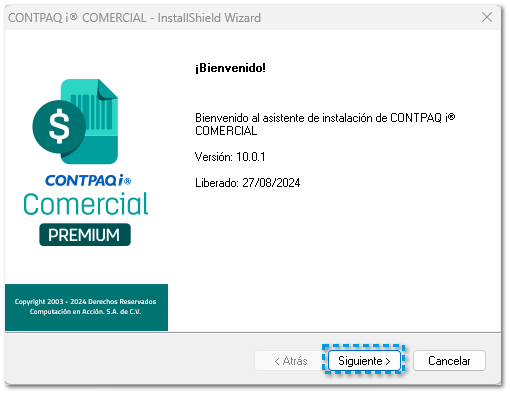 CONTPAQ i® COMERCIAL - InstallShield Wizard
¡Bienvenido!
Bienvenido al asistente de instalación de CONTPAQ i®
COMERCIAL
Versión: 10.0.1
Liberado: 27/08/2024
$
CONTPAQ i®
Comercial
PREMIUM
Copyright 2003 - 2024 Derechos Reservados
Computación en Acción. S.A. de C.V.
< Atrás
Siguiente >
Cancelar